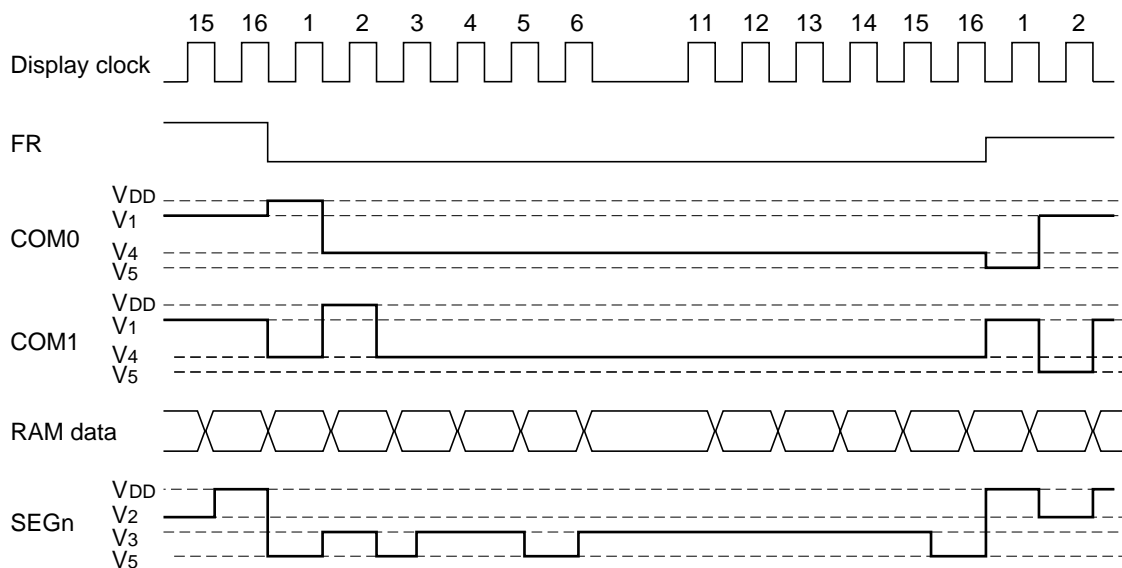 15 16 1 2 3 4 5 6 11 12 13 14 15 16 1 2
Display clock
FR
VDD
V1
COM0
V4
V5
VDD
V1
COM1
V4
V5
RAM data
VDD
V2
SEGn
V3
V5